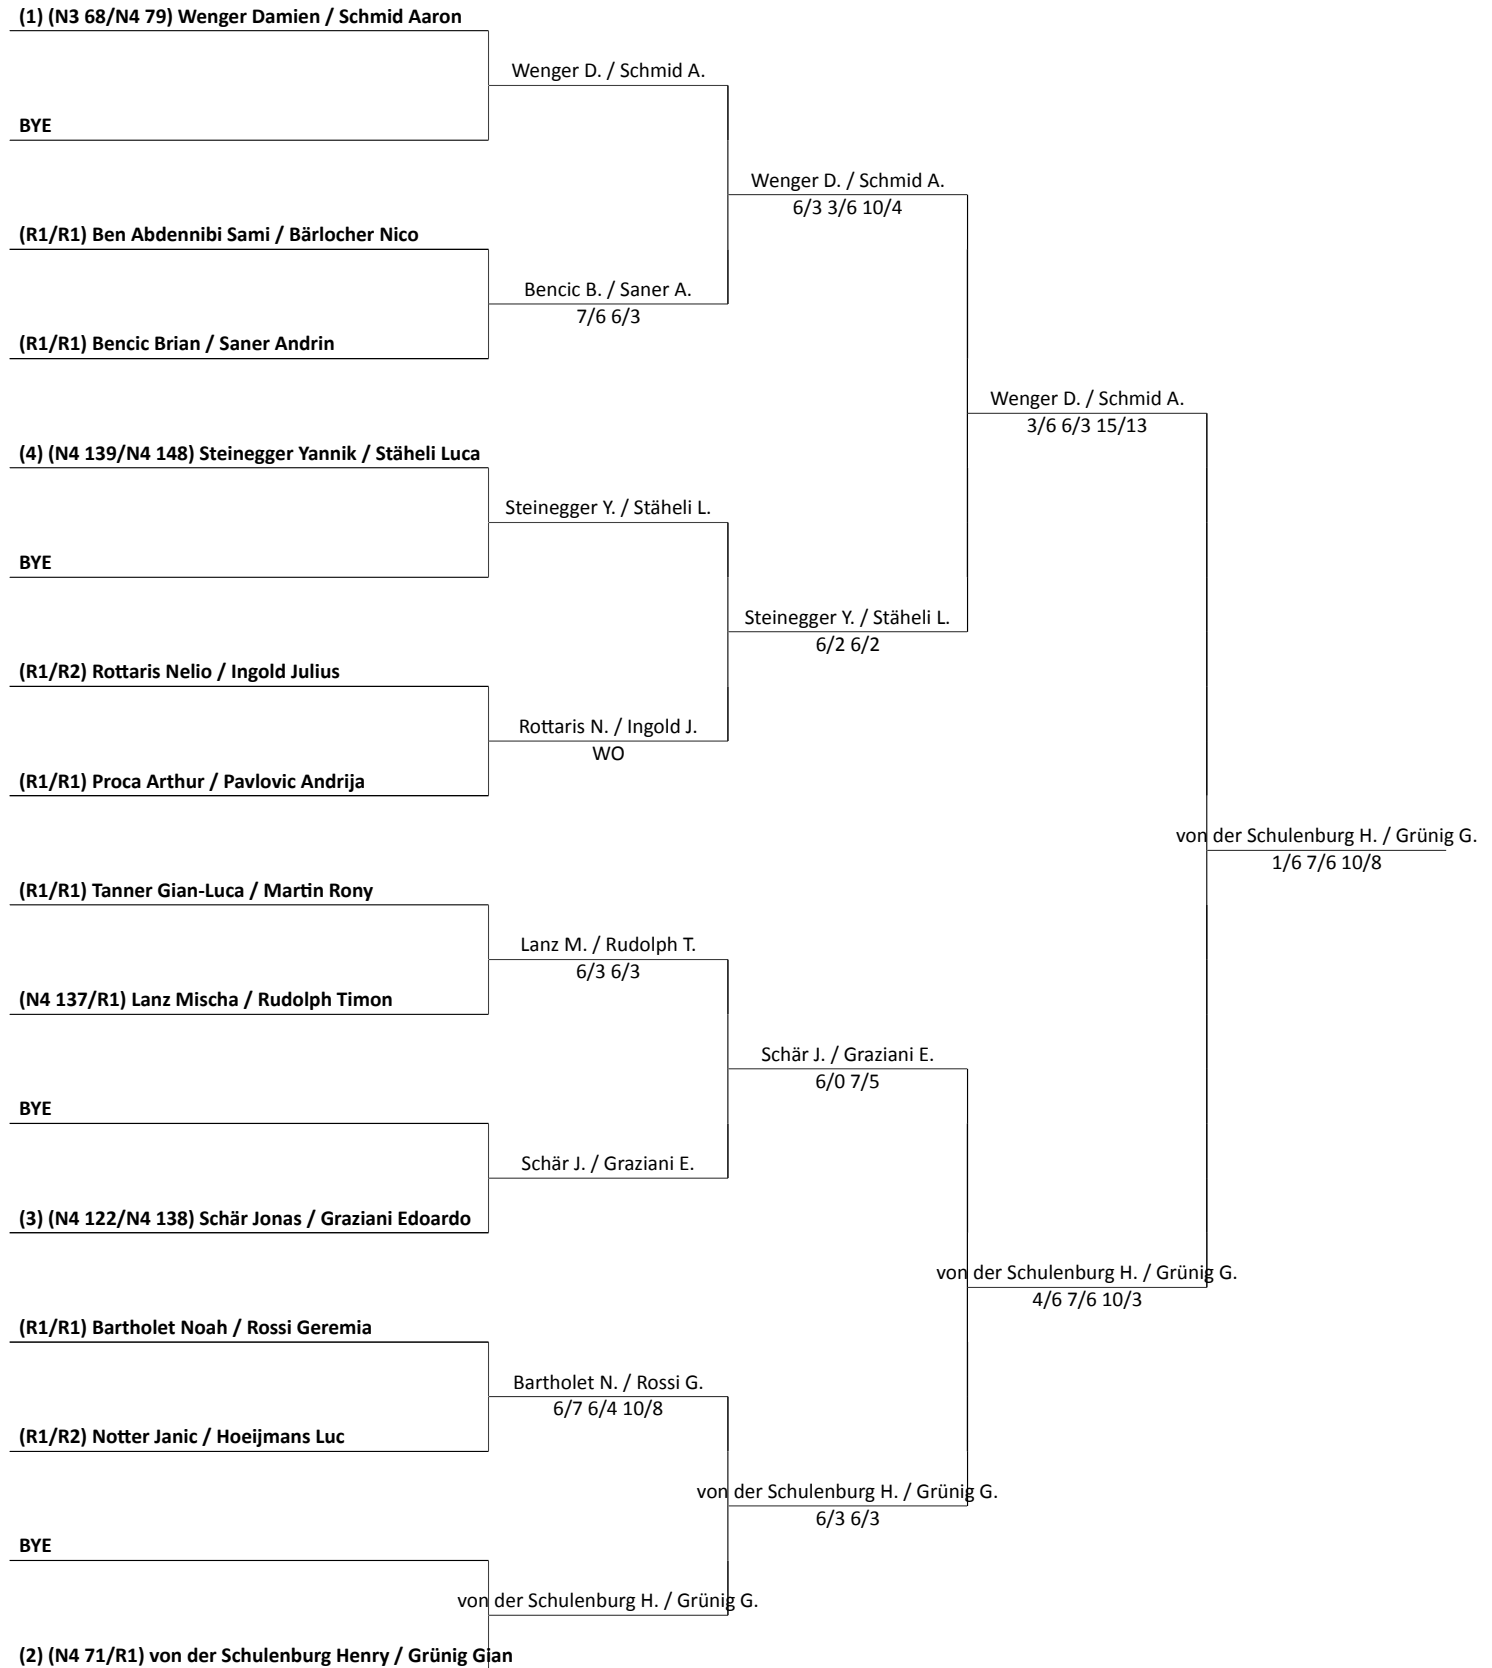 (1) (N3 68/N4 79) Wenger Damien / Schmid Aaron
Wenger D. / Schmid A.
BYE
Wenger D. / Schmid A.
6/3 3/6 10/4
(R1/R1) Ben Abdennibi Sami / Bärlocher Nico
Bencic B. / Saner A.
7/6 6/3
(R1/R1) Bencic Brian / Saner Andrin
Wenger D. / Schmid A.
3/6 6/3 15/13
(4) (N4 139/N4 148) Steinegger Yannik / Stäheli Luca
Steinegger Y. / Stäheli L.
BYE
Steinegger Y. / Stäheli L.
6/2 6/2
(R1/R2) Rottaris Nelio / Ingold Julius
Rottaris N. / Ingold J.
WO
(R1/R1) Proca Arthur / Pavlovic Andrija
von der Schulenburg H. / Grünig G.
1/6 7/6 10/8
(R1/R1) Tanner Gian-Luca / Martin Rony
Lanz M. / Rudolph T.
6/3 6/3
(N4 137/R1) Lanz Mischa / Rudolph Timon
Schär J. / Graziani E.
6/0 7/5
BYE
Schär J. / Graziani E.
(3) (N4 122/N4 138) Schär Jonas / Graziani Edoardo
von der Schulenburg H. / Grünig G.
4/6 7/6 10/3
(R1/R1) Bartholet Noah / Rossi Geremia
Bartholet N. / Rossi G.
6/7 6/4 10/8
(R1/R2) Notter Janic / Hoeijmans Luc
von der Schulenburg H. / Grünig G.
6/3 6/3
BYE
von der Schulenburg H. / Grünig G.
(2) (N4 71/R1) von der Schulenburg Henry / Grünig Gian